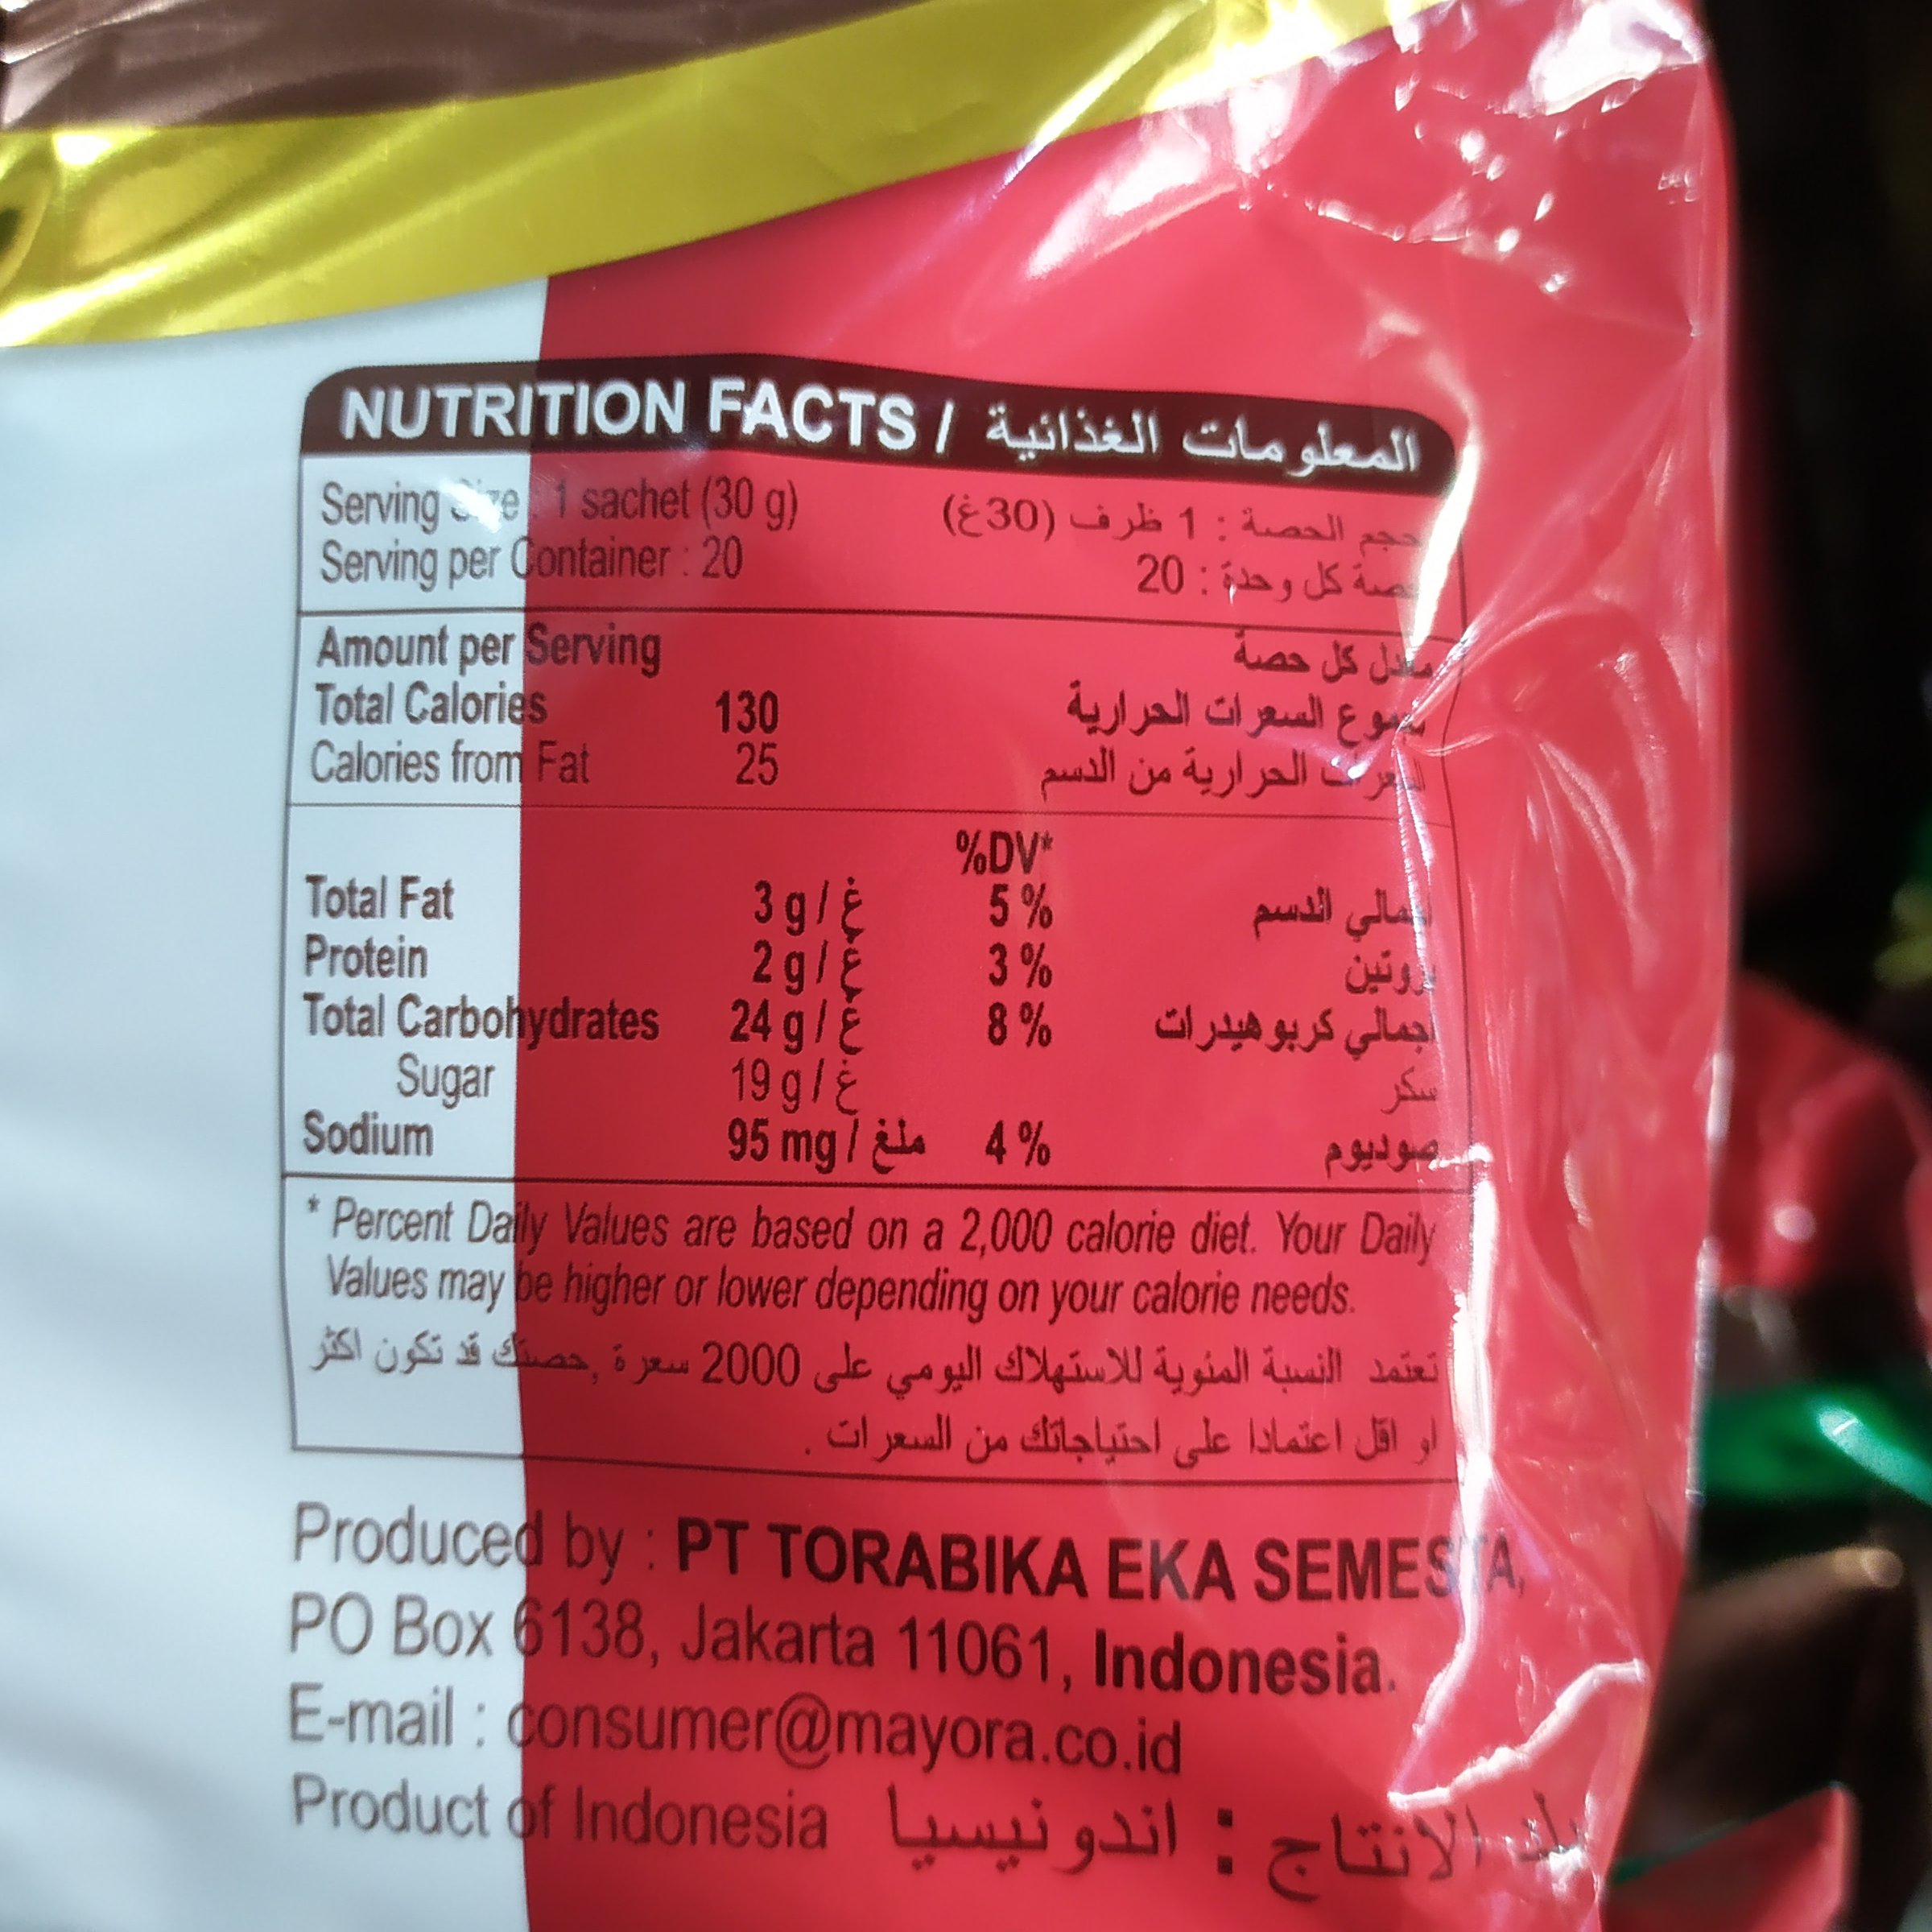 NUTRITION FACTS / المعلومات الغذائية
Serving Size : 1 sachet (30 g) حجم الحصة : 1 ظرف (30غ)
Serving per Container : 20 حصة كل وحدة : 20
Amount per Serving معدل كل حصة
Total Calories 130 مجموع السعرات الحرارية
Calories from Fat 25 السعرات الحرارية من الدسم
%DV*
Total Fat 3 g / غ 5 % إجمالي الدسم
Protein 2 g / غ 3 % بروتين
Total Carbohydrates 24 g / غ 8 % إجمالي كربوهيدرات
Sugar 19 g / غ سكر
Sodium 95 mg / ملغ 4 % صوديوم
* Percent Daily Values are based on a 2,000 calorie diet. Your Daily
Values may be higher or lower depending on your calorie needs.
تعتمد النسبة المئوية للاستهلاك اليومي على 2000 سعرة ,حصتك قد تكون اكثر
او اقل اعتمادا على احتياجاتك من السعرات .
Produced by : PT TORABIKA EKA SEMESTA,
PO Box 6138, Jakarta 11061, Indonesia.
E-mail : consumer@mayora.co.id
Product of Indonesia بلد الانتاج : اندونيسيا